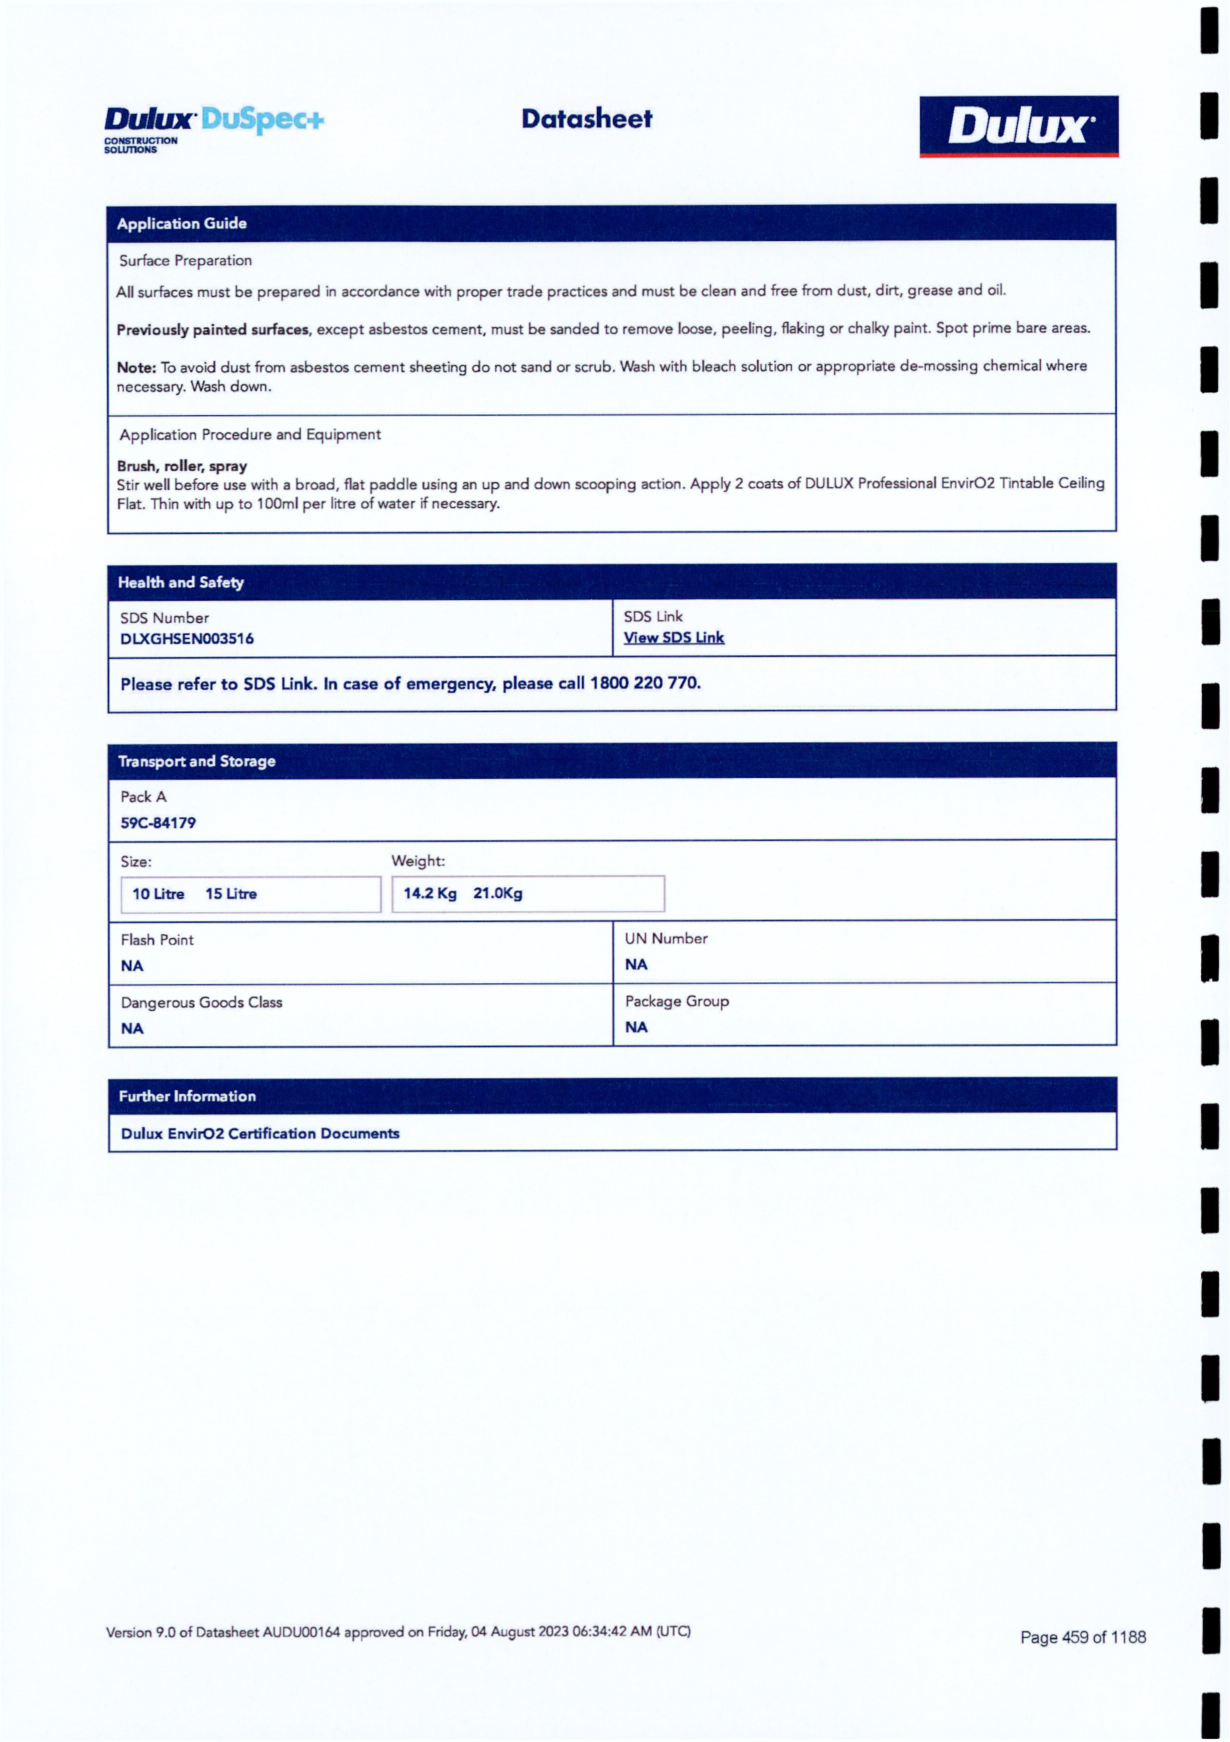 Dulux DuSpec+
CONSTRUCTION
SOLUTIONS
Datasheet
Dulux
Application Guide
Surface Preparation
All surfaces must be prepared in accordance with proper trade practices and must be clean and free from dust, dirt, grease and oil.
Previously painted surfaces, except asbestos cement, must be sanded to remove loose, peeling, flaking or chalky paint. Spot prime bare areas.
Note: To avoid dust from asbestos cement sheeting do not sand or scrub. Wash with bleach solution or appropriate de-mossing chemical where
necessary. Wash down.
Application Procedure and Equipment
Brush, roller, spray
Stir well before use with a broad, flat paddle using an up and down scooping action. Apply 2 coats of DULUX Professional EnvirO2 Tintable Ceiling
Flat. Thin with up to 100ml per litre of water if necessary.
Health and Safety
SDS Number
DLXGHSEN003516
SDS Link
View SDS Link
Please refer to SDS Link. In case of emergency, please call 1800 220 770.
Transport and Storage
Pack A
59C-84179
Size:
10 Litre 15 Litre
Weight:
14.2 Kg 21.0Kg
Flash Point
NA
UN Number
NA
Dangerous Goods Class
NA
Package Group
NA
Further Information
Dulux EnvirO2 Certification Documents
Version 9.0 of Datasheet AUDU00164 approved on Friday, 04 August 2023 06:34:42 AM (UTC)
Page 459 of 1188